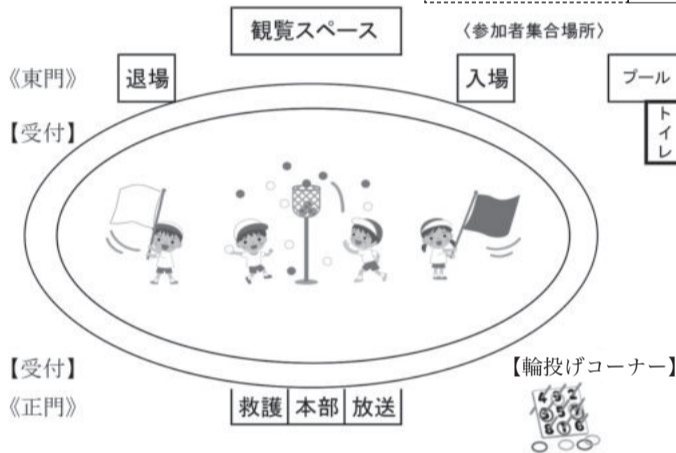 観覧スペース
〈参加者集合場所〉
《東門》
退場
入場
プール
【受付】
トイレ
【受付】
【輪投げコーナー】
《正門》
救護
本部
放送